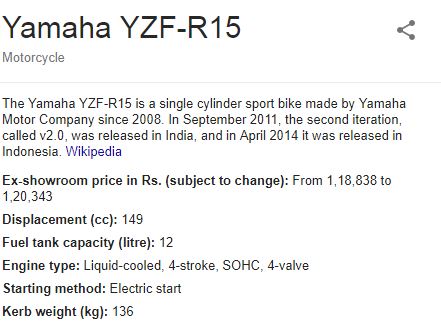 Yamaha YZF-R15
Motorcycle
The Yamaha YZF-R15 is a single cylinder sport bike made by Yamaha
Motor Company since 2008. In September 2011, the second iteration,
called v2.0, was released in India, and in April 2014 it was released in
Indonesia. Wikipedia
Ex-showroom price in Rs. (subject to change): From 1,18,838 to
1,20,343
Displacement (cc): 149
Fuel tank capacity (litre): 12
Engine type: Liquid-cooled, 4-stroke, SOHC, 4-valve
Starting method: Electric start
Kerb weight (kg): 136